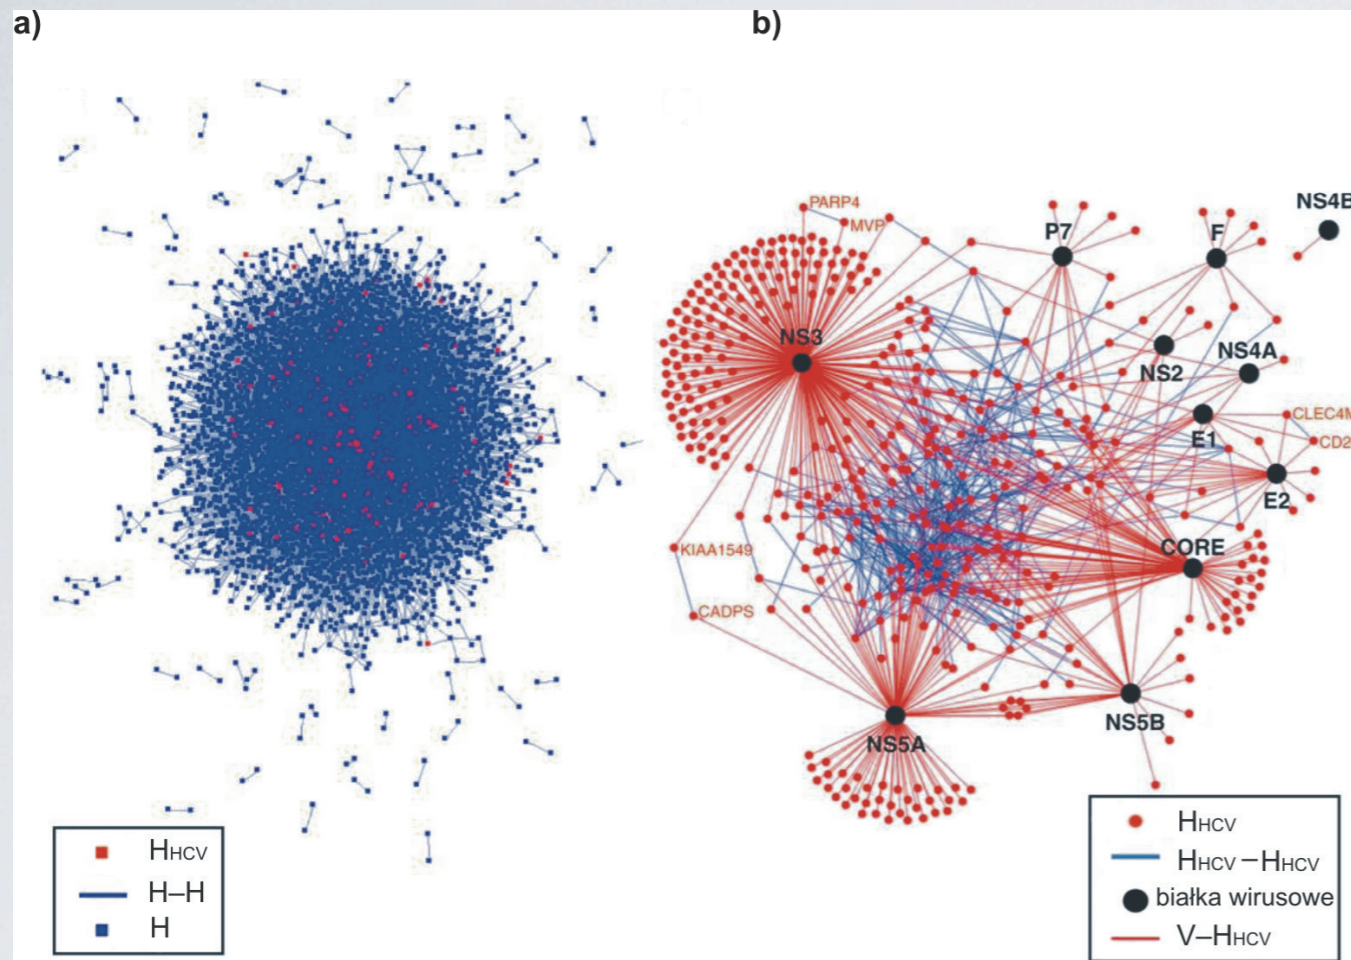 a)
b)
PARP4
MVP
P7
F
NS4B
NS3
NS2
NS4A
CLEC4M
E1
CD2
E2
KIAA1549
CORE
CADPS
NS5A
NS5B
HHCV
H–H
H
HHCV
HHCV – HHCV
białka wirusowe
V–HHCV